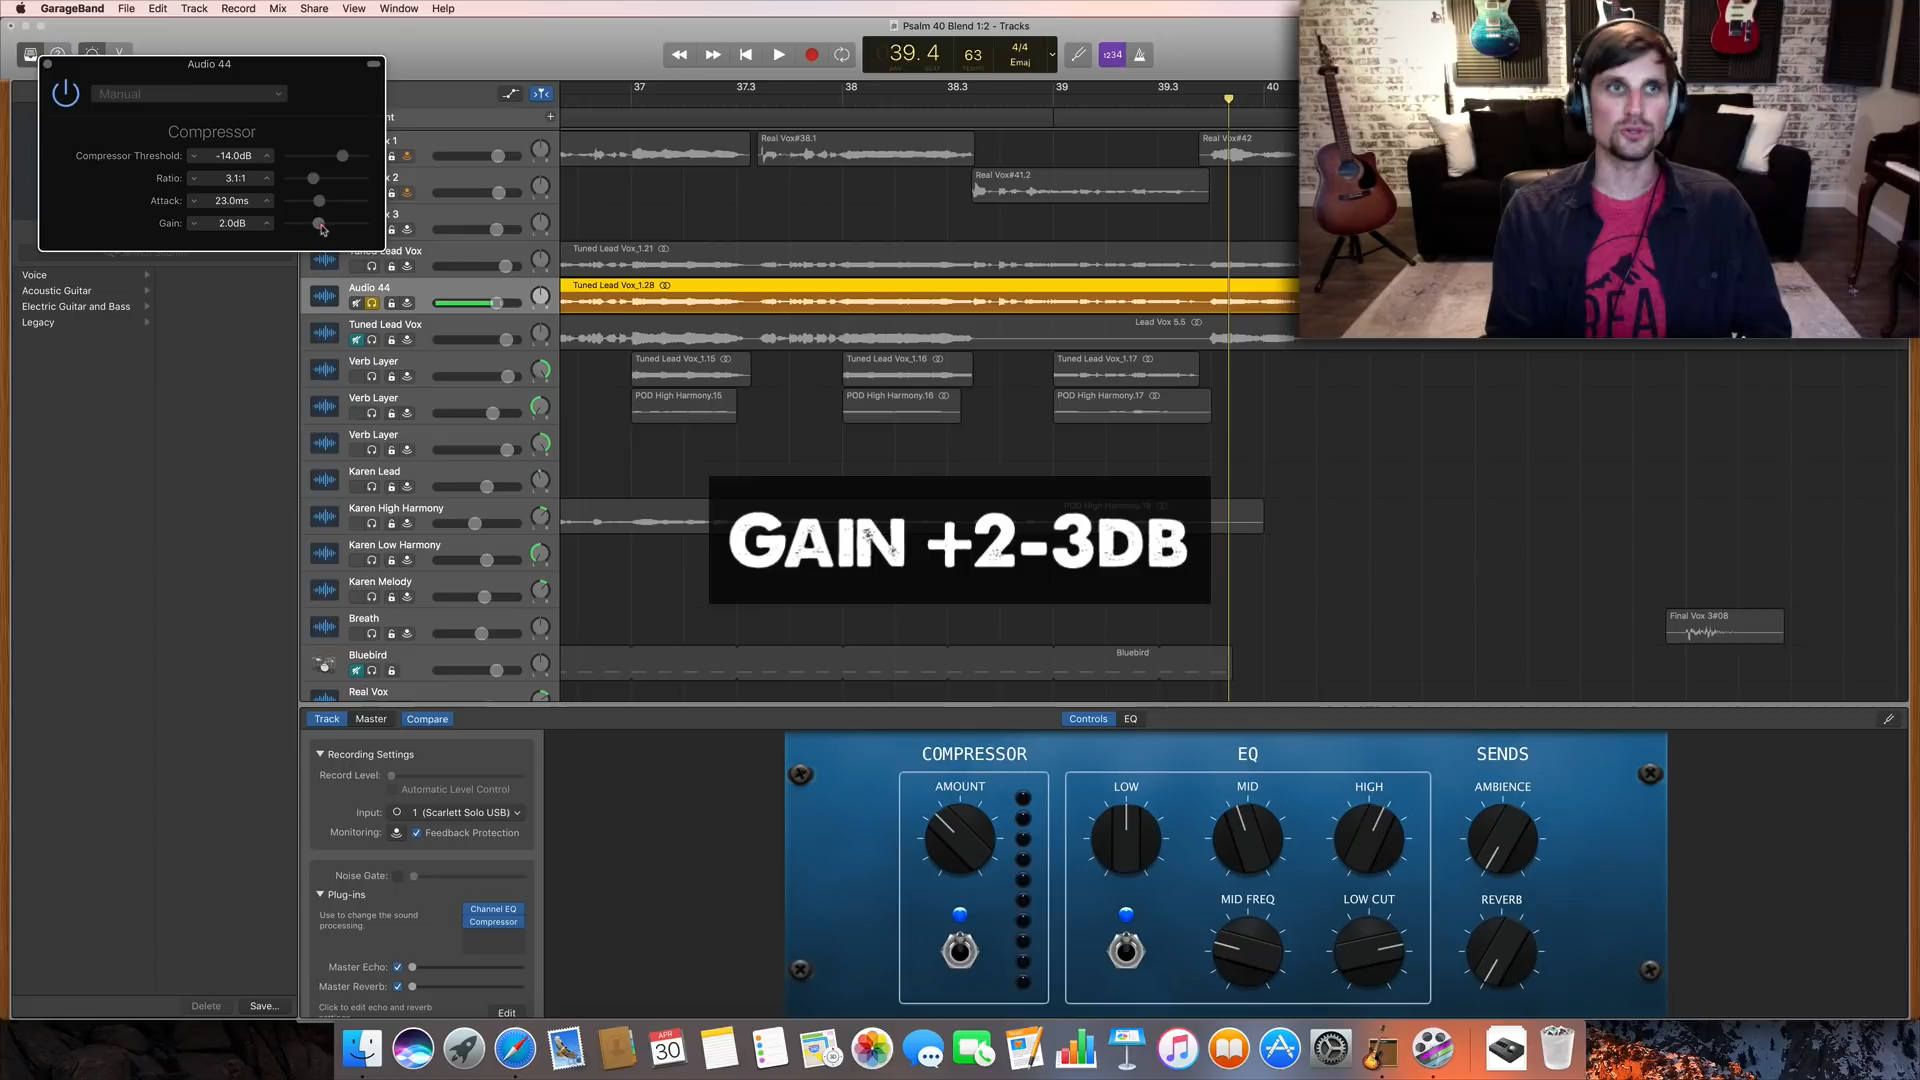 GarageBand File Edit Track Record Mix Share View Window Help
Psalm 40 Blend 1:2 - Tracks
39. 4
63
4/4
Emaj
1234
Audio 44
Manual
Compressor
Compressor Threshold: -14.0dB
Ratio: 3.1:1
Attack: 23.0ms
Gain: 2.0dB
37 37.3 38 38.3 39 39.3 40
Real Vox#38.1
Real Vox#42
Real Vox#41.2
Voice
Acoustic Guitar
Electric Guitar and Bass
Legacy
Tuned Lead Vox_1.21
Audio 44
Tuned Lead Vox_1.28
Tuned Lead Vox
Lead Vox 5.5
Verb Layer
Tuned Lead Vox_1.15
Tuned Lead Vox_1.16
Tuned Lead Vox_1.17
Verb Layer
POD High Harmony.15
POD High Harmony.16
POD High Harmony.17
Verb Layer
Karen Lead
Karen High Harmony
Karen Low Harmony
Karen Melody
Breath
Final Vox 3#08
Bluebird
Bluebird
Real Vox
GAIN +2-3DB
Track Master Compare
Controls EQ
Recording Settings
Record Level:
Automatic Level Control
Input: 1 (Scarlett Solo USB)
Monitoring: Feedback Protection
Noise Gate:
Plug-ins
Use to change the sound
processing.
Channel EQ
Compressor
Master Echo:
Master Reverb:
Click to edit echo and reverb
Edit
Delete Save...
COMPRESSOR
AMOUNT
EQ
LOW MID HIGH
MID FREQ LOW CUT
SENDS
AMBIENCE
REVERB
APR
30